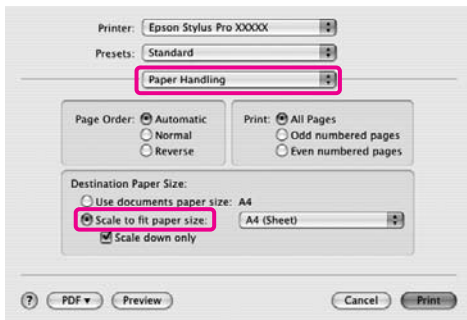 Printer: Epson Stylus Pro XXXXX
Presets: Standard
Paper Handling
Page Order: Automatic
Normal
Reverse
Print: All Pages
Odd numbered pages
Even numbered pages
Destination Paper Size:
Use documents paper size: A4
Scale to fit paper size: A4 (Sheet)
Scale down only
? PDF Preview Cancel Print